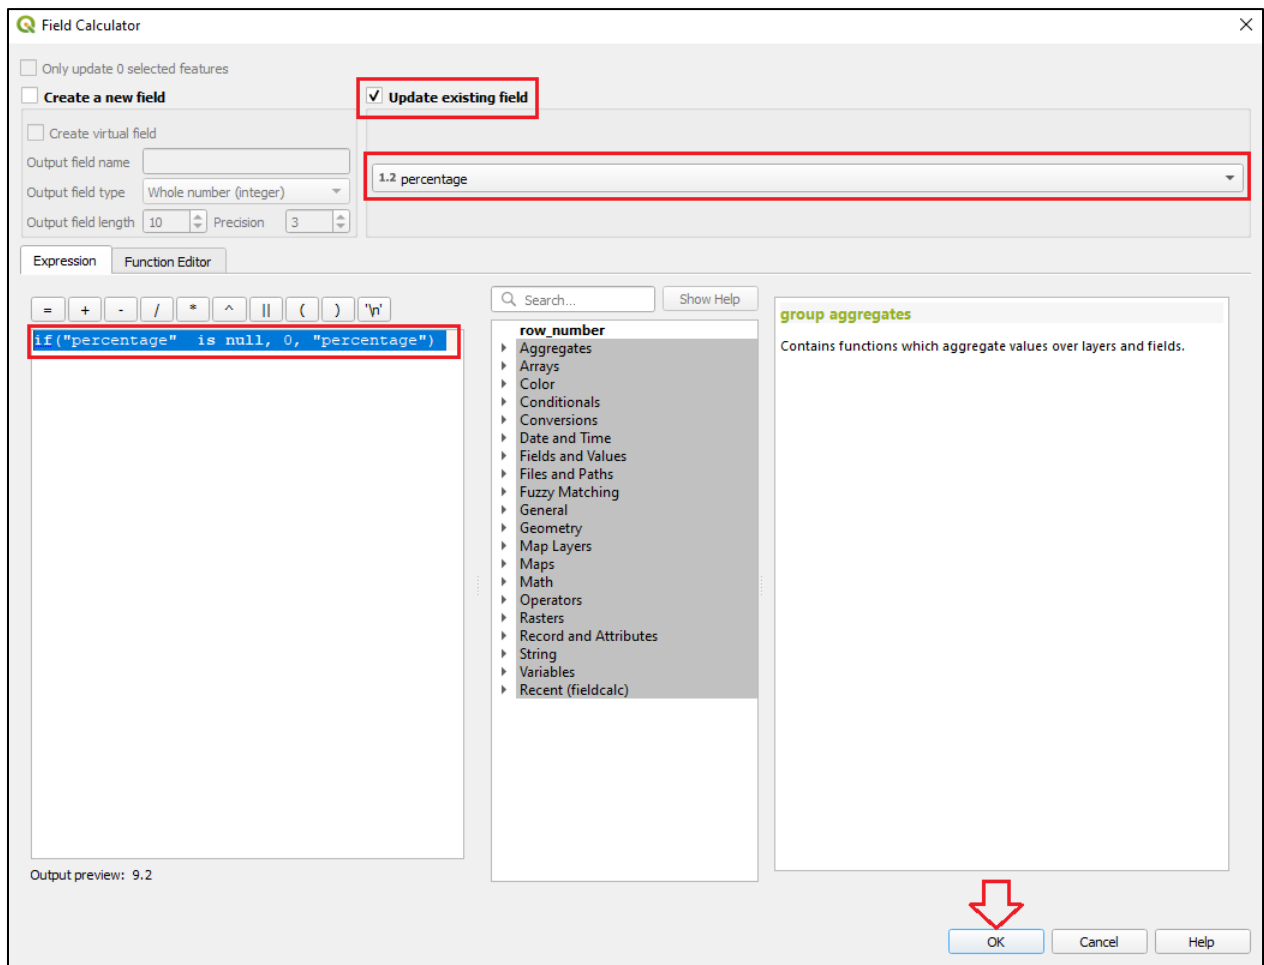 Field Calculator
Only update 0 selected features
Create a new field
Update existing field
Create virtual field
Output field name
1.2 percentage
Output field type Whole number (integer)
Output field length 10 Precision 3
Expression Function Editor
= + - / * ^ || ( ) '\n'
if("percentage"  is null, 0, "percentage")
Output preview: 9.2
Search... Show Help
row_number
Aggregates
Arrays
Color
Conditionals
Conversions
Date and Time
Fields and Values
Files and Paths
Fuzzy Matching
General
Geometry
Map Layers
Maps
Math
Operators
Rasters
Record and Attributes
String
Variables
Recent (fieldcalc)
group aggregates
Contains functions which aggregate values over layers and fields.
OK Cancel Help